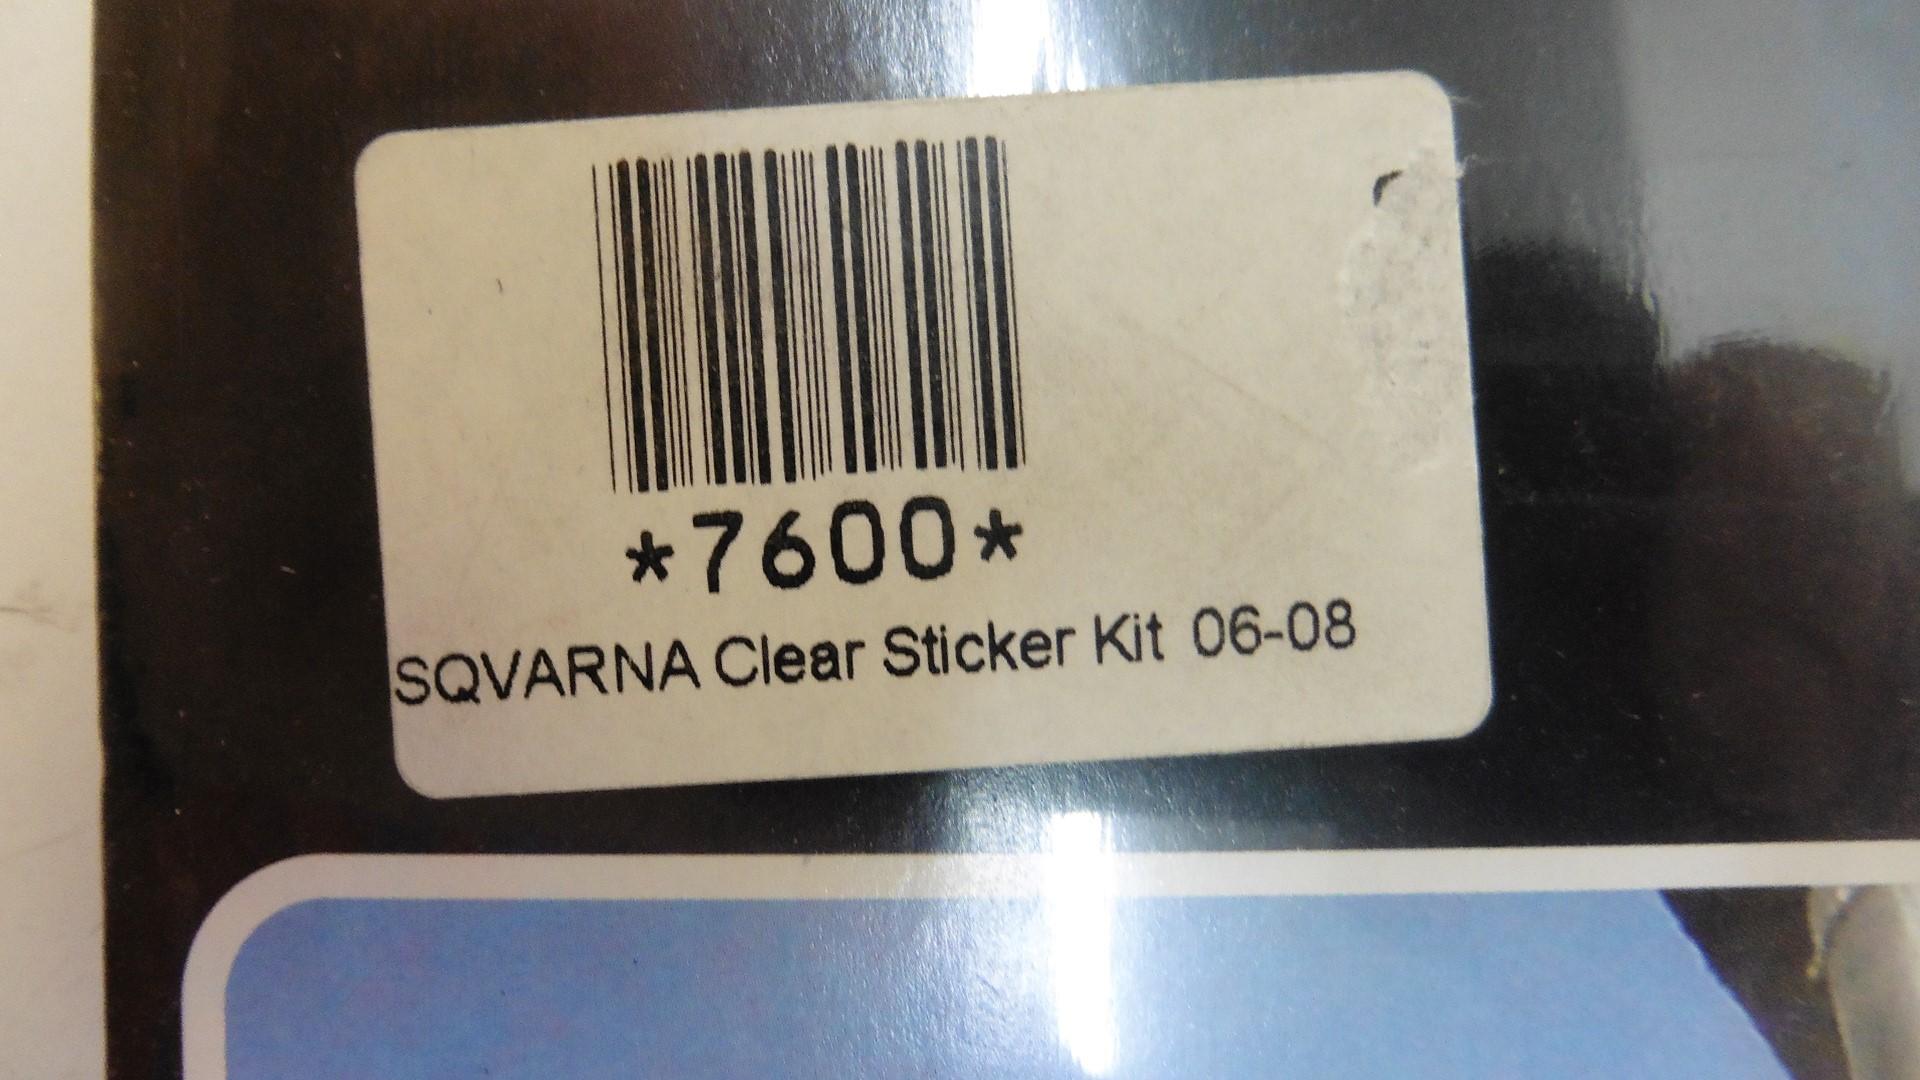 *7600*
SQVARNA Clear Sticker Kit 06-08